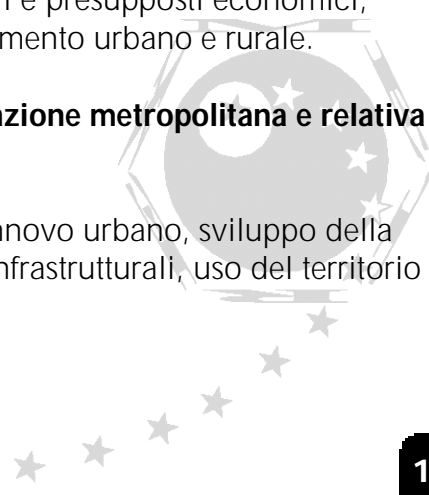 i e presupposti economici,
mento urbano e rurale.
azione metropolitana e relativa
nnovo urbano, sviluppo della
nfrastrutturali, uso del territorio
1